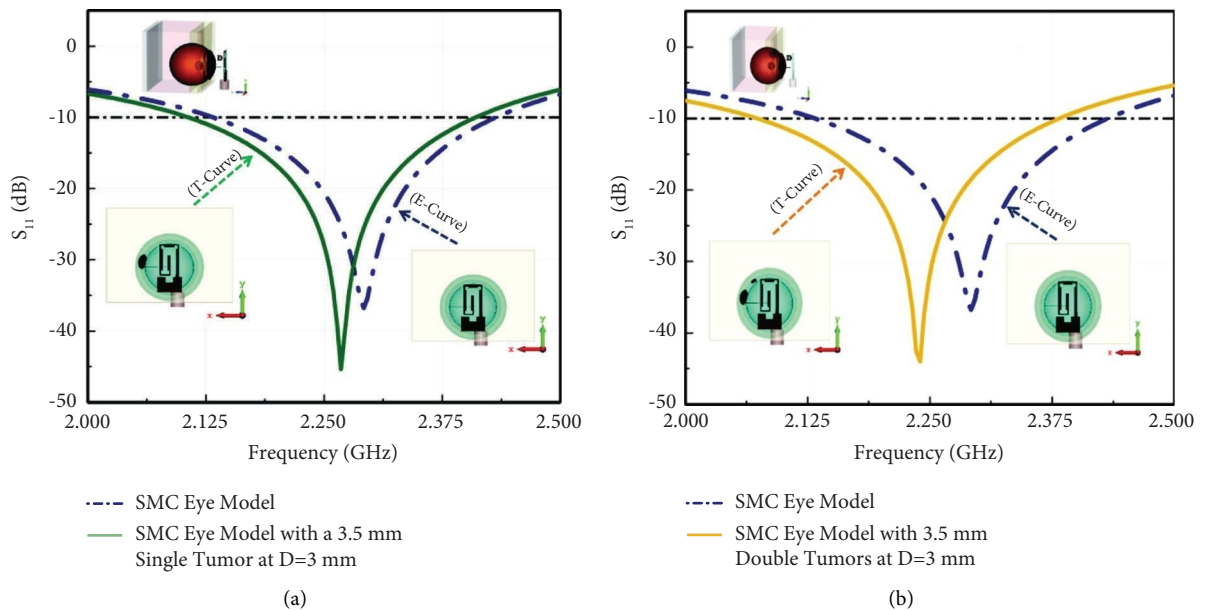 0
-10
-20
-30
-40
-50
S11 (dB)
D
(T-Curve)
(E-Curve)
y
x
y
x
2.000
2.125
2.250
2.375
2.500
Frequency (GHz)
SMC Eye Model
SMC Eye Model with a 3.5 mm
Single Tumor at D=3 mm
(a)
0
-10
-20
-30
-40
-50
S11 (dB)
D
(T-Curve)
(E-Curve)
y
x
y
x
2.000
2.125
2.250
2.375
2.500
Frequency (GHz)
SMC Eye Model
SMC Eye Model with 3.5 mm
Double Tumors at D=3 mm
(b)